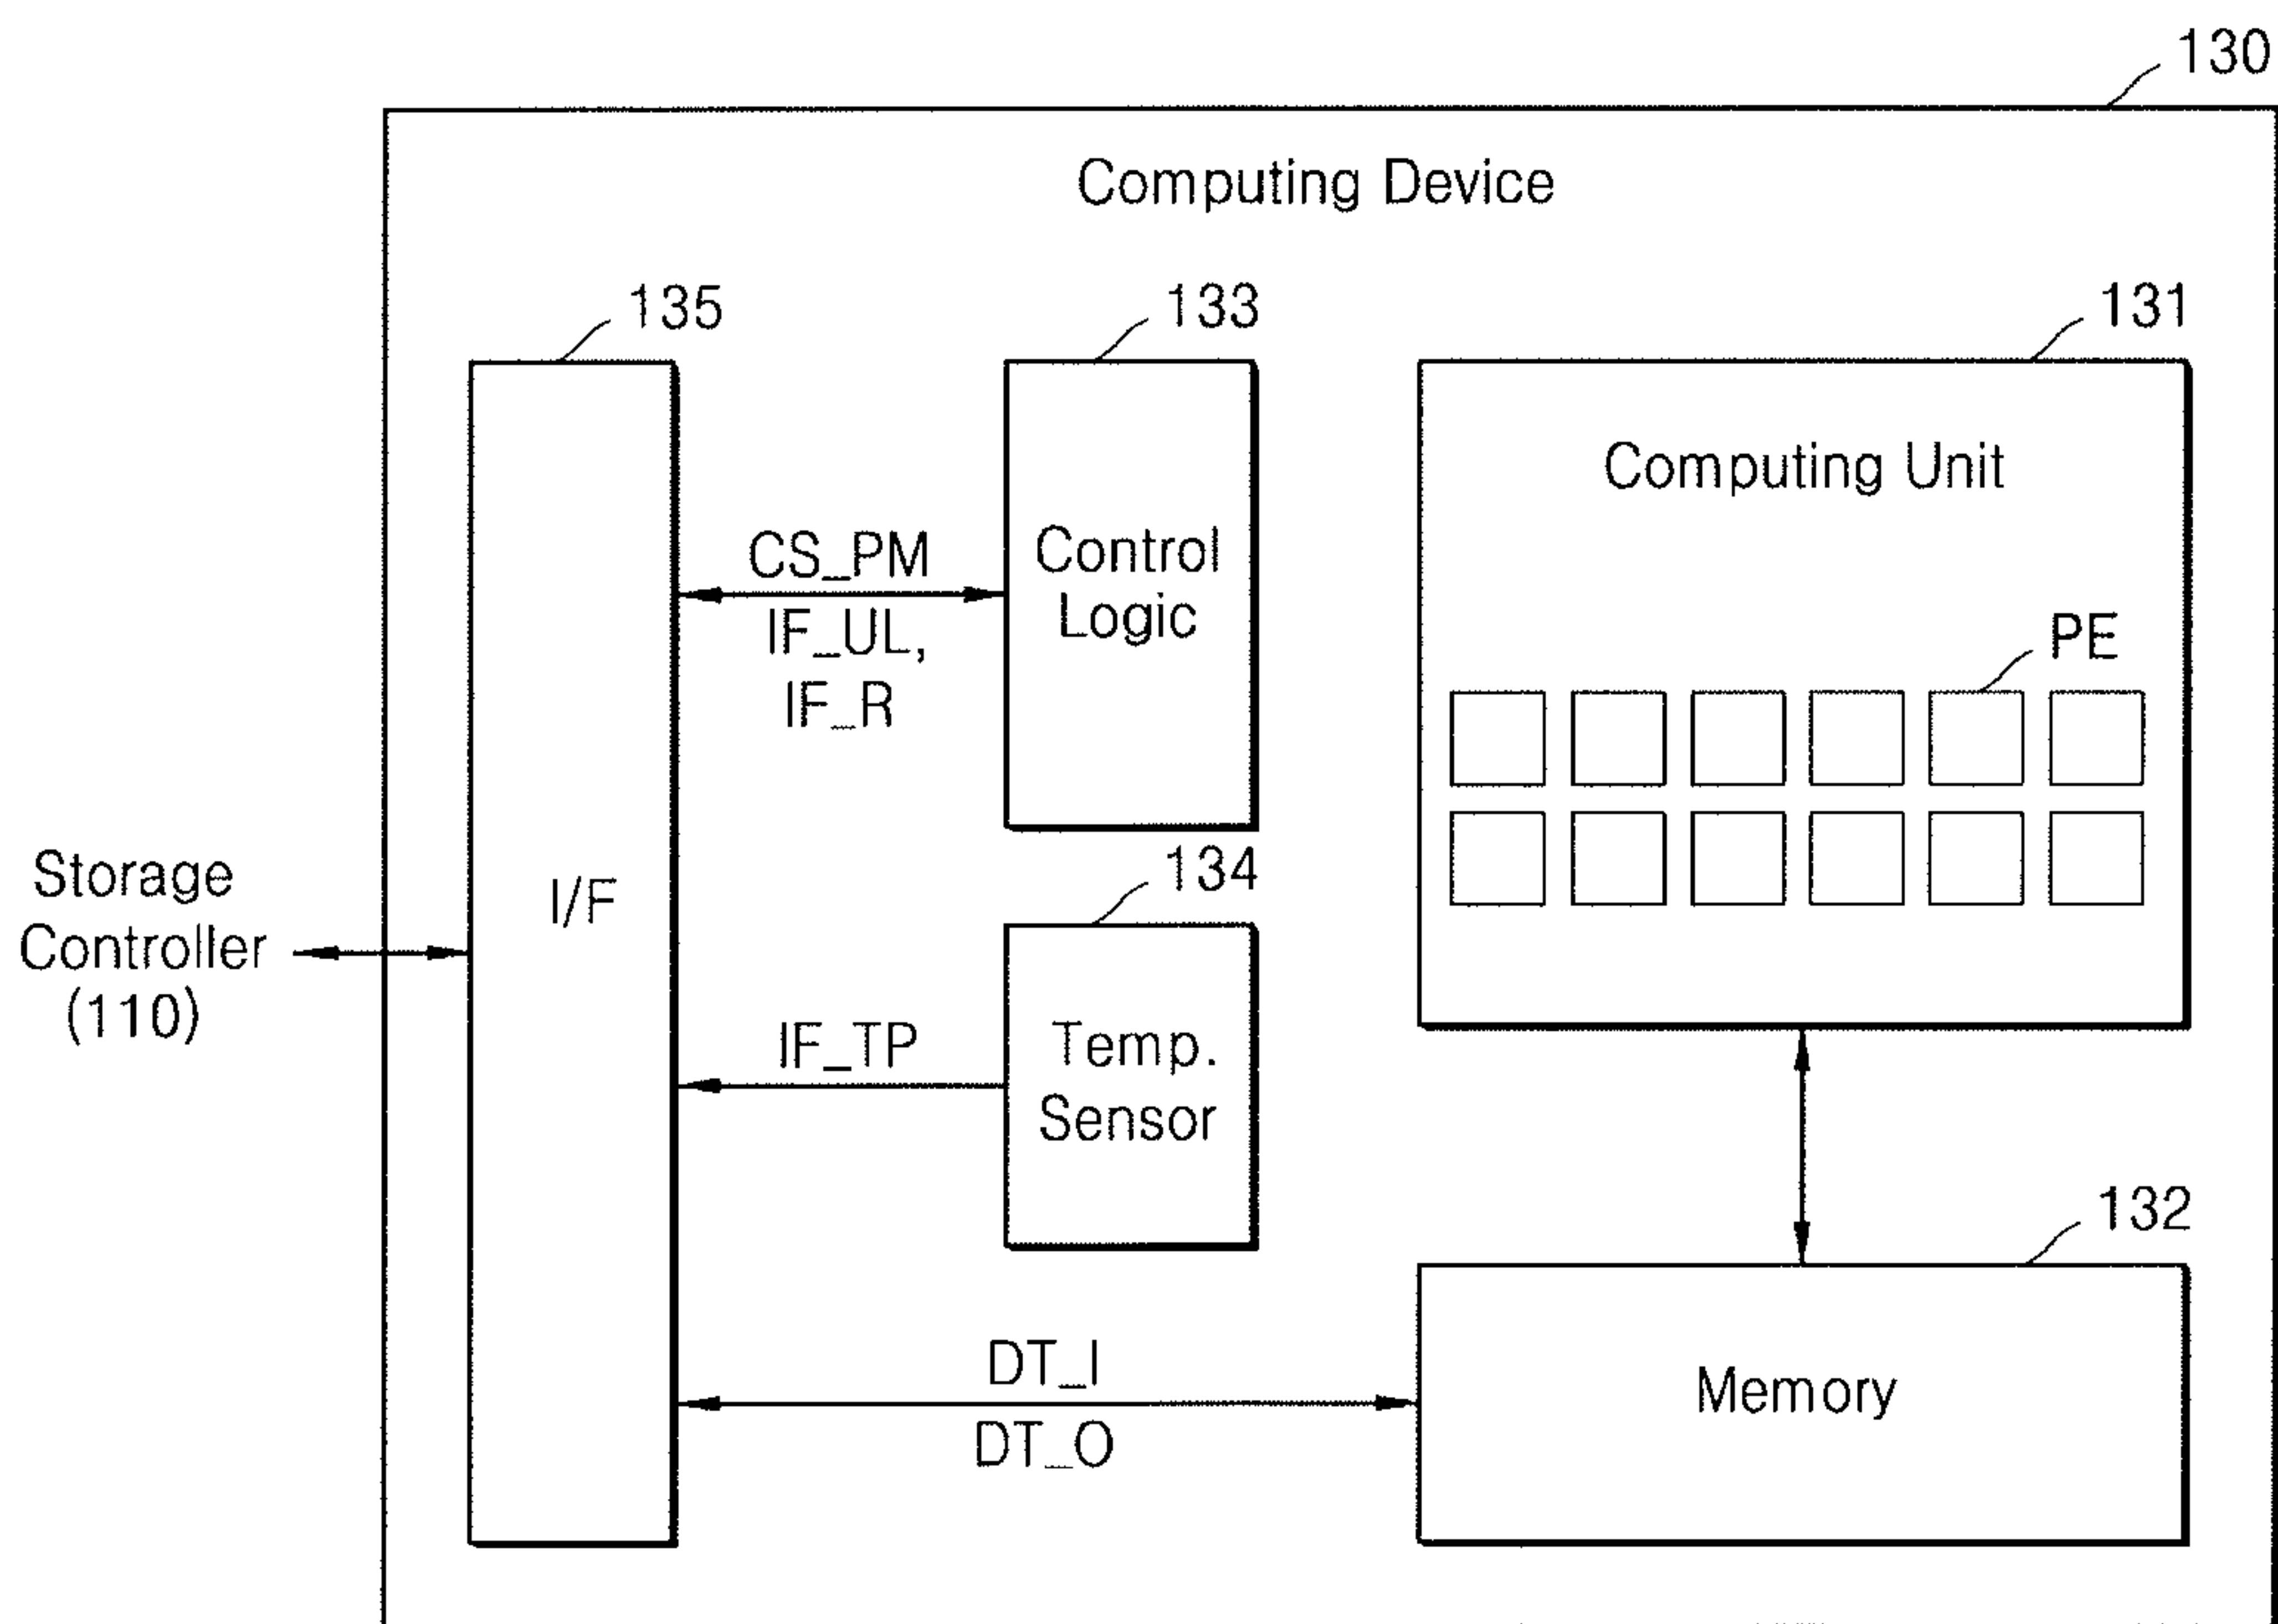 130
Computing Device
135
133
131
Computing Unit
CS_PM
Control
Logic
IF_UL,
IF_R
PE
134
Storage
Controller
(110)
I/F
IF_TP
Temp.
Sensor
132
DT_I
DT_O
Memory